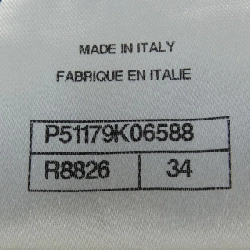 MADE IN ITALY
FABRIQUE EN ITALIE
P51179K06588
R8826 34